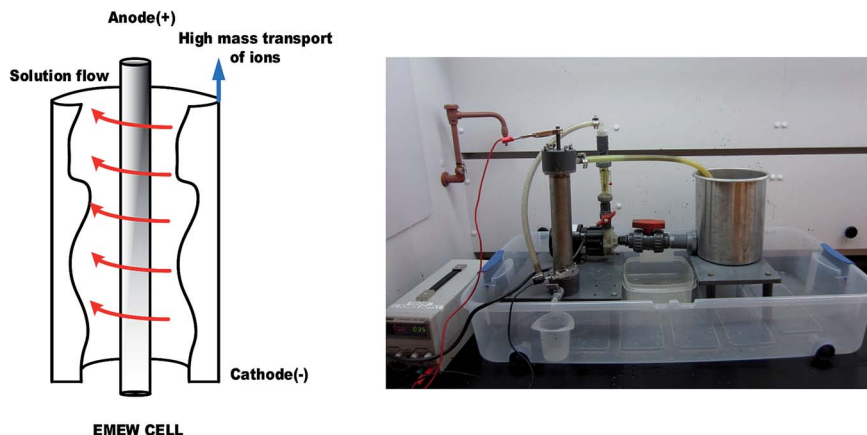 Anode(+)
High mass transport
of ions
Solution flow
Cathode(-)
EMEW CELL